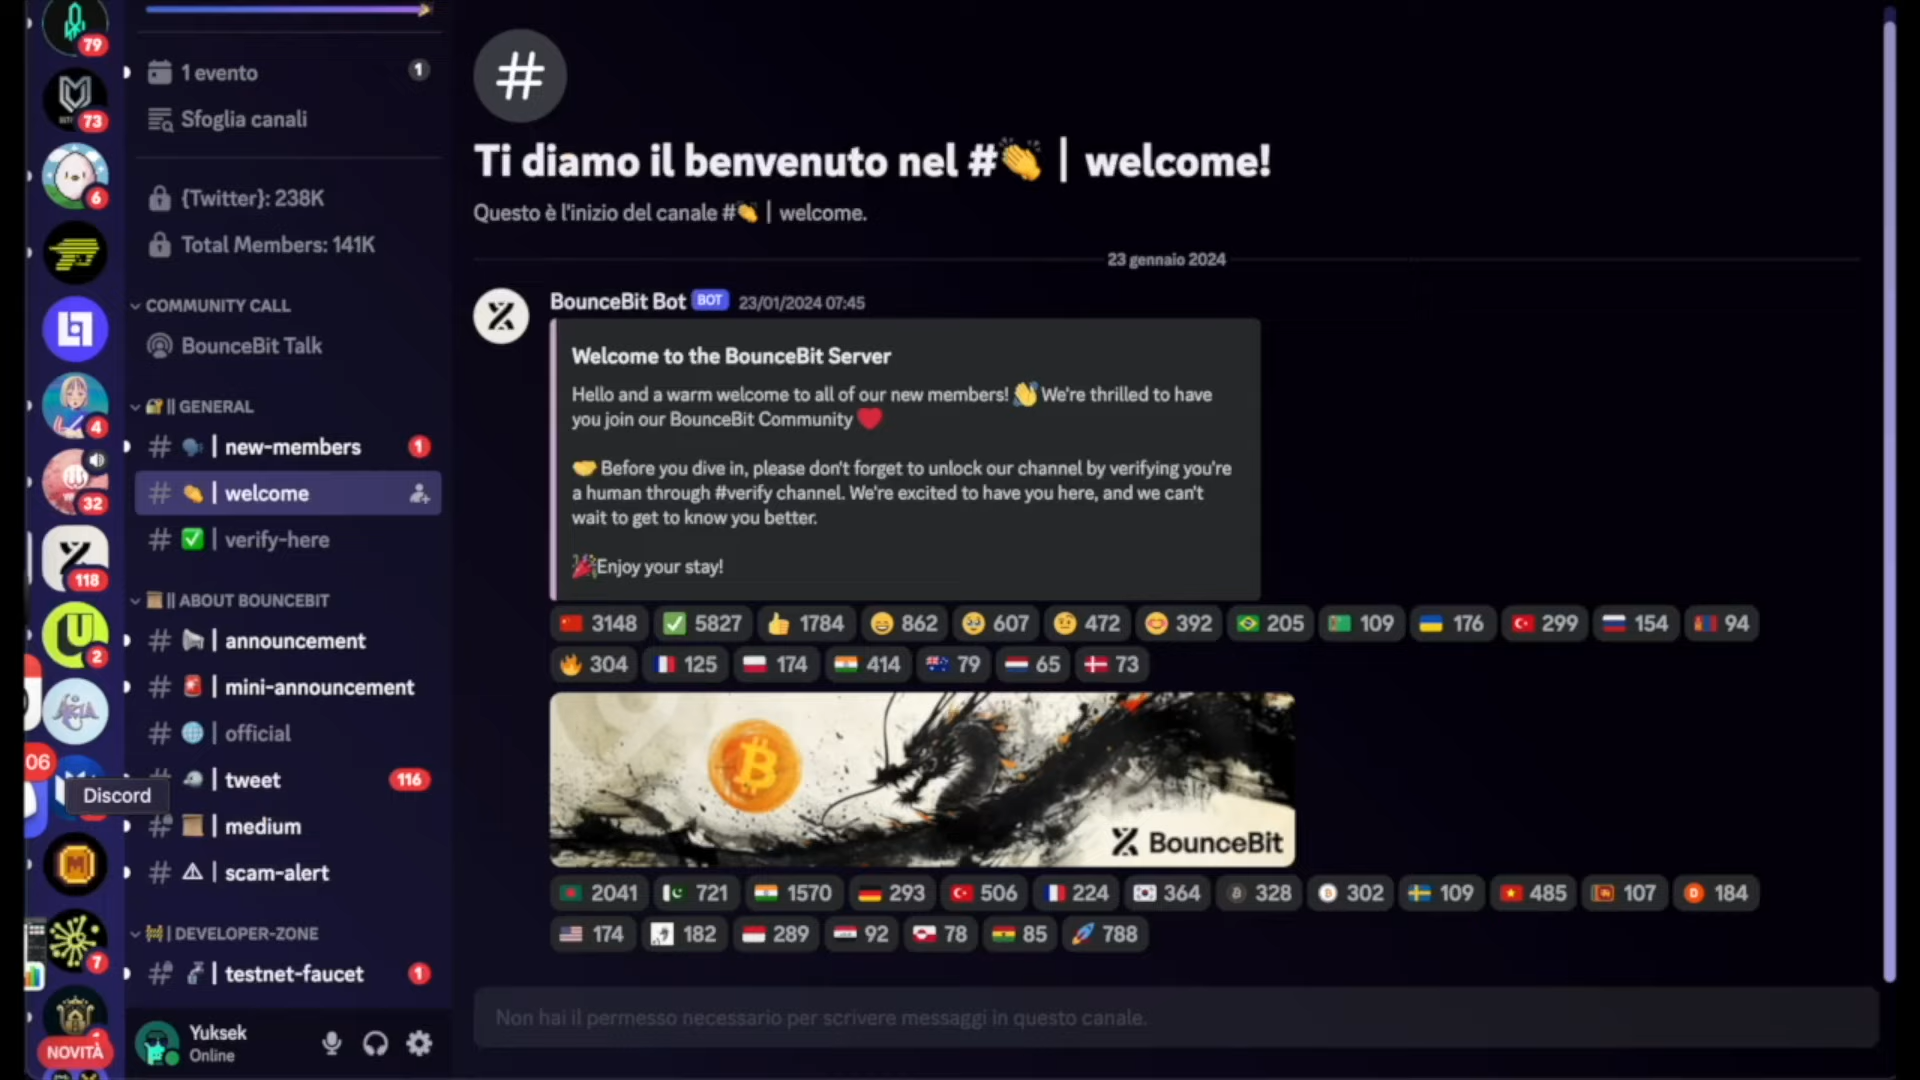 79
73
6
4
32
118
2
06
Discord
7
NOVITÀ
1 evento
1
Sfoglia canali
{Twitter}: 238K
Total Members: 141K
COMMUNITY CALL
BounceBit Talk
|| GENERAL
# 🗣 | new-members 1
# 👏 | welcome
# ✅ | verify-here
|| ABOUT BOUNCEBIT
# 📢 | announcement
# 🚨 | mini-announcement
# 🌐 | official
| tweet 116
# | medium
# ⚠ | scam-alert
🚧 | DEVELOPER-ZONE
# 🚰 | testnet-faucet 1
Yuksek
Online
#
Ti diamo il benvenuto nel #👏 | welcome!
Questo è l'inizio del canale #👏 | welcome.
23 gennaio 2024
BounceBit Bot BOT 23/01/2024 07:45
Welcome to the BounceBit Server
Hello and a warm welcome to all of our new members! 👋 We're thrilled to have
you join our BounceBit Community ❤
🤝 Before you dive in, please don't forget to unlock our channel by verifying you're
a human through #verify channel. We're excited to have you here, and we can't
wait to get to know you better.
🎉Enjoy your stay!
3148 5827 1784 862 607 472 392 205 109 176 299 154 94
304 125 174 414 79 65 73
BounceBit
2041 721 1570 293 506 224 364 328 302 109 485 107 184
174 182 289 92 78 85 788
Non hai il permesso necessario per scrivere messaggi in questo canale.